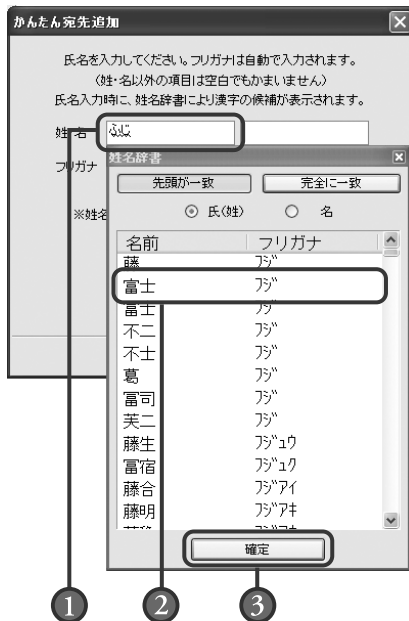 かんたん宛先追加
氏名を入力してください。フリガナは自動で入力されます。
(姓・名以外の項目は空白でもかまいません)
氏名入力時に、姓名辞書により漢字の候補が表示されます。
姓 名 ふじ
フリガナ
※姓名
姓名辞書
先頭が一致 完全に一致
氏(姓) 名
名前 フリガナ
藤 フジ
富士 フジ
冨士 フジ
不二 フジ
不士 フジ
葛 フジ
冨司 フジ
芙二 フジ
藤生 フジュウ
冨宿 フジュク
藤合 フジアイ
藤明 フジアキ
確定
1 2 3